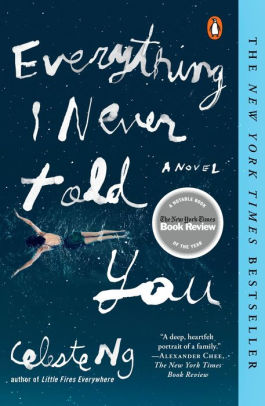 Everything
I Never
told
You
A NOVEL
A NOTABLE BOOK
The New York Times
Book Review
OF THE YEAR
Celeste Ng
author of Little Fires Everywhere
"A deep, heartfelt
portrait of a family."
—ALEXANDER CHEE,
The New York Times
Book Review
THE NEW YORK TIMES BESTSELLER